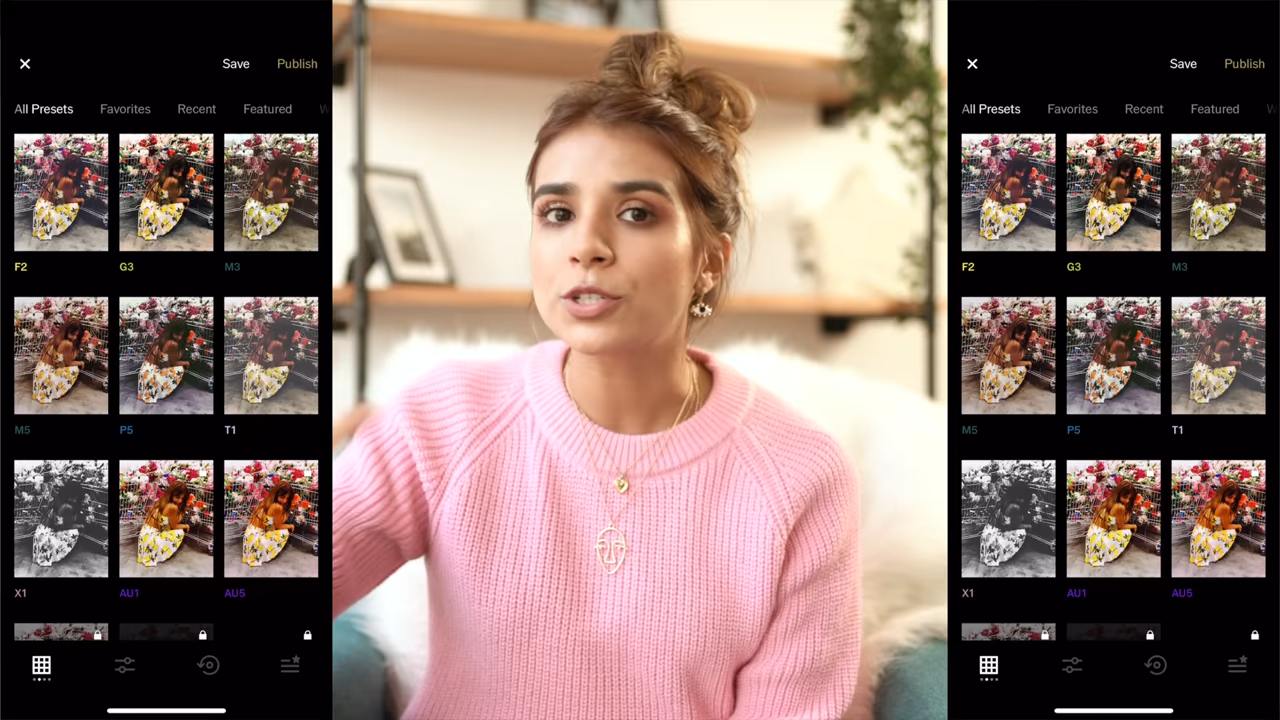 Save Publish
All Presets Favorites Recent Featured
F2 G3 M3
M5 P5 T1
X1 AU1 AU5
Save Publish
All Presets Favorites Recent Featured
F2 G3 M3
M5 P5 T1
X1 AU1 AU5